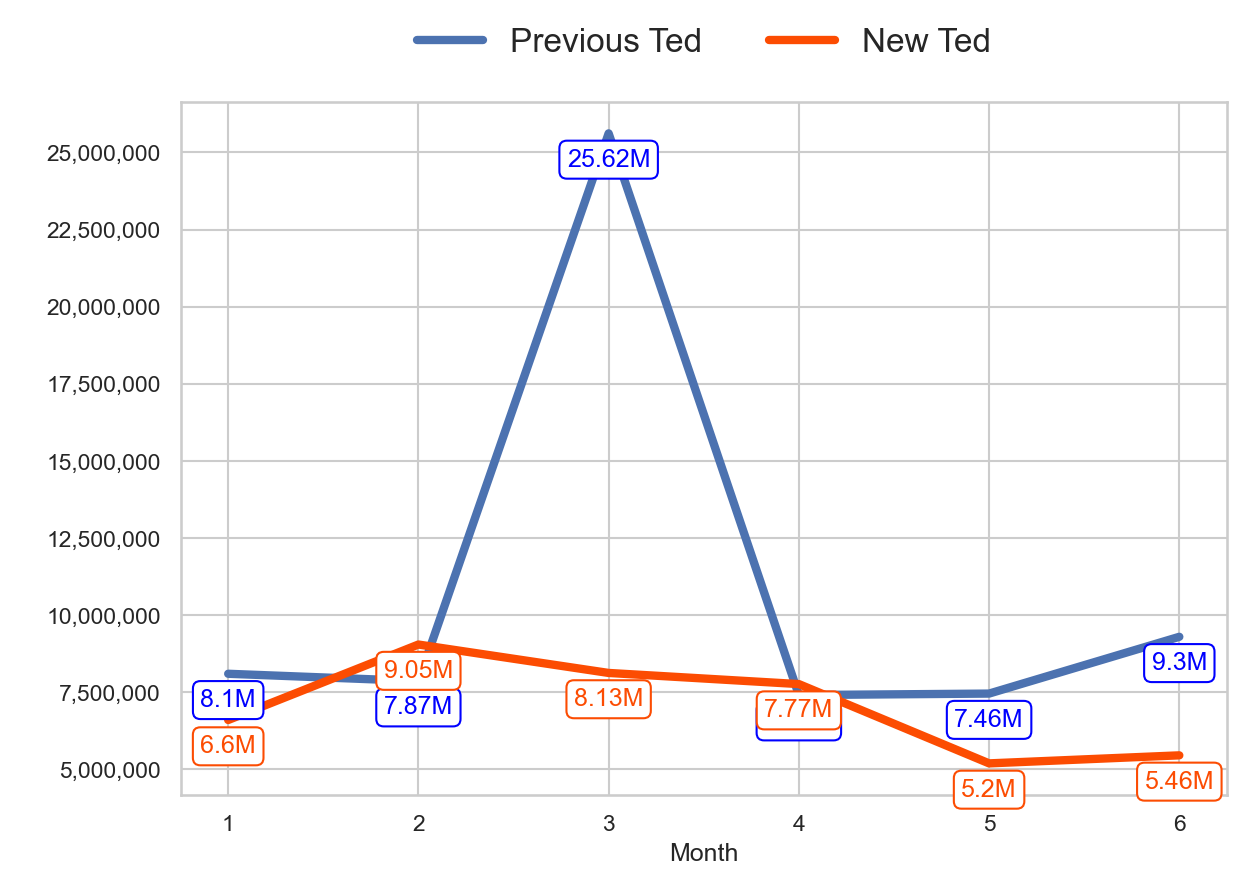 Previous Ted New Ted
25,000,000
22,500,000
20,000,000
17,500,000
15,000,000
12,500,000
10,000,000
7,500,000
5,000,000
25.62M
9.05M
9.3M
8.1M
7.87M
8.13M
7.77M
7.46M
6.6M
5.2M
5.46M
1 2 3 4 5 6
Month